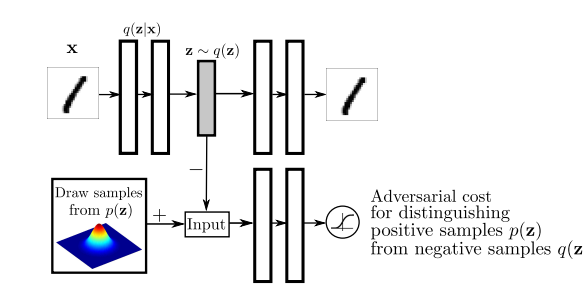 q(z|x)
x
z ∼ q(z)
−
Draw samples
from p(z)
+
Input
Adversarial cost
for distinguishing
positive samples p(z)
from negative samples q(z